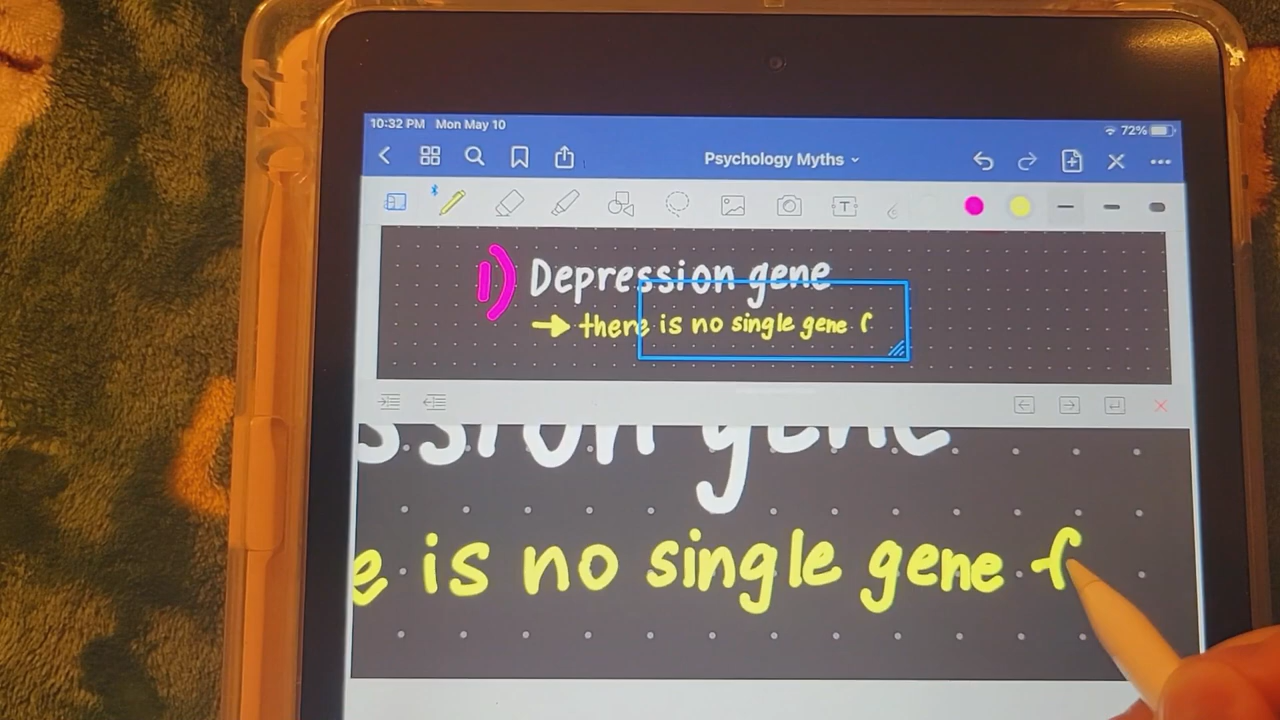 10:32 PM Mon May 10
72%
Psychology Myths
T
1) Depression gene
→ there is no single gene f
ssion gene
e is no single gene f